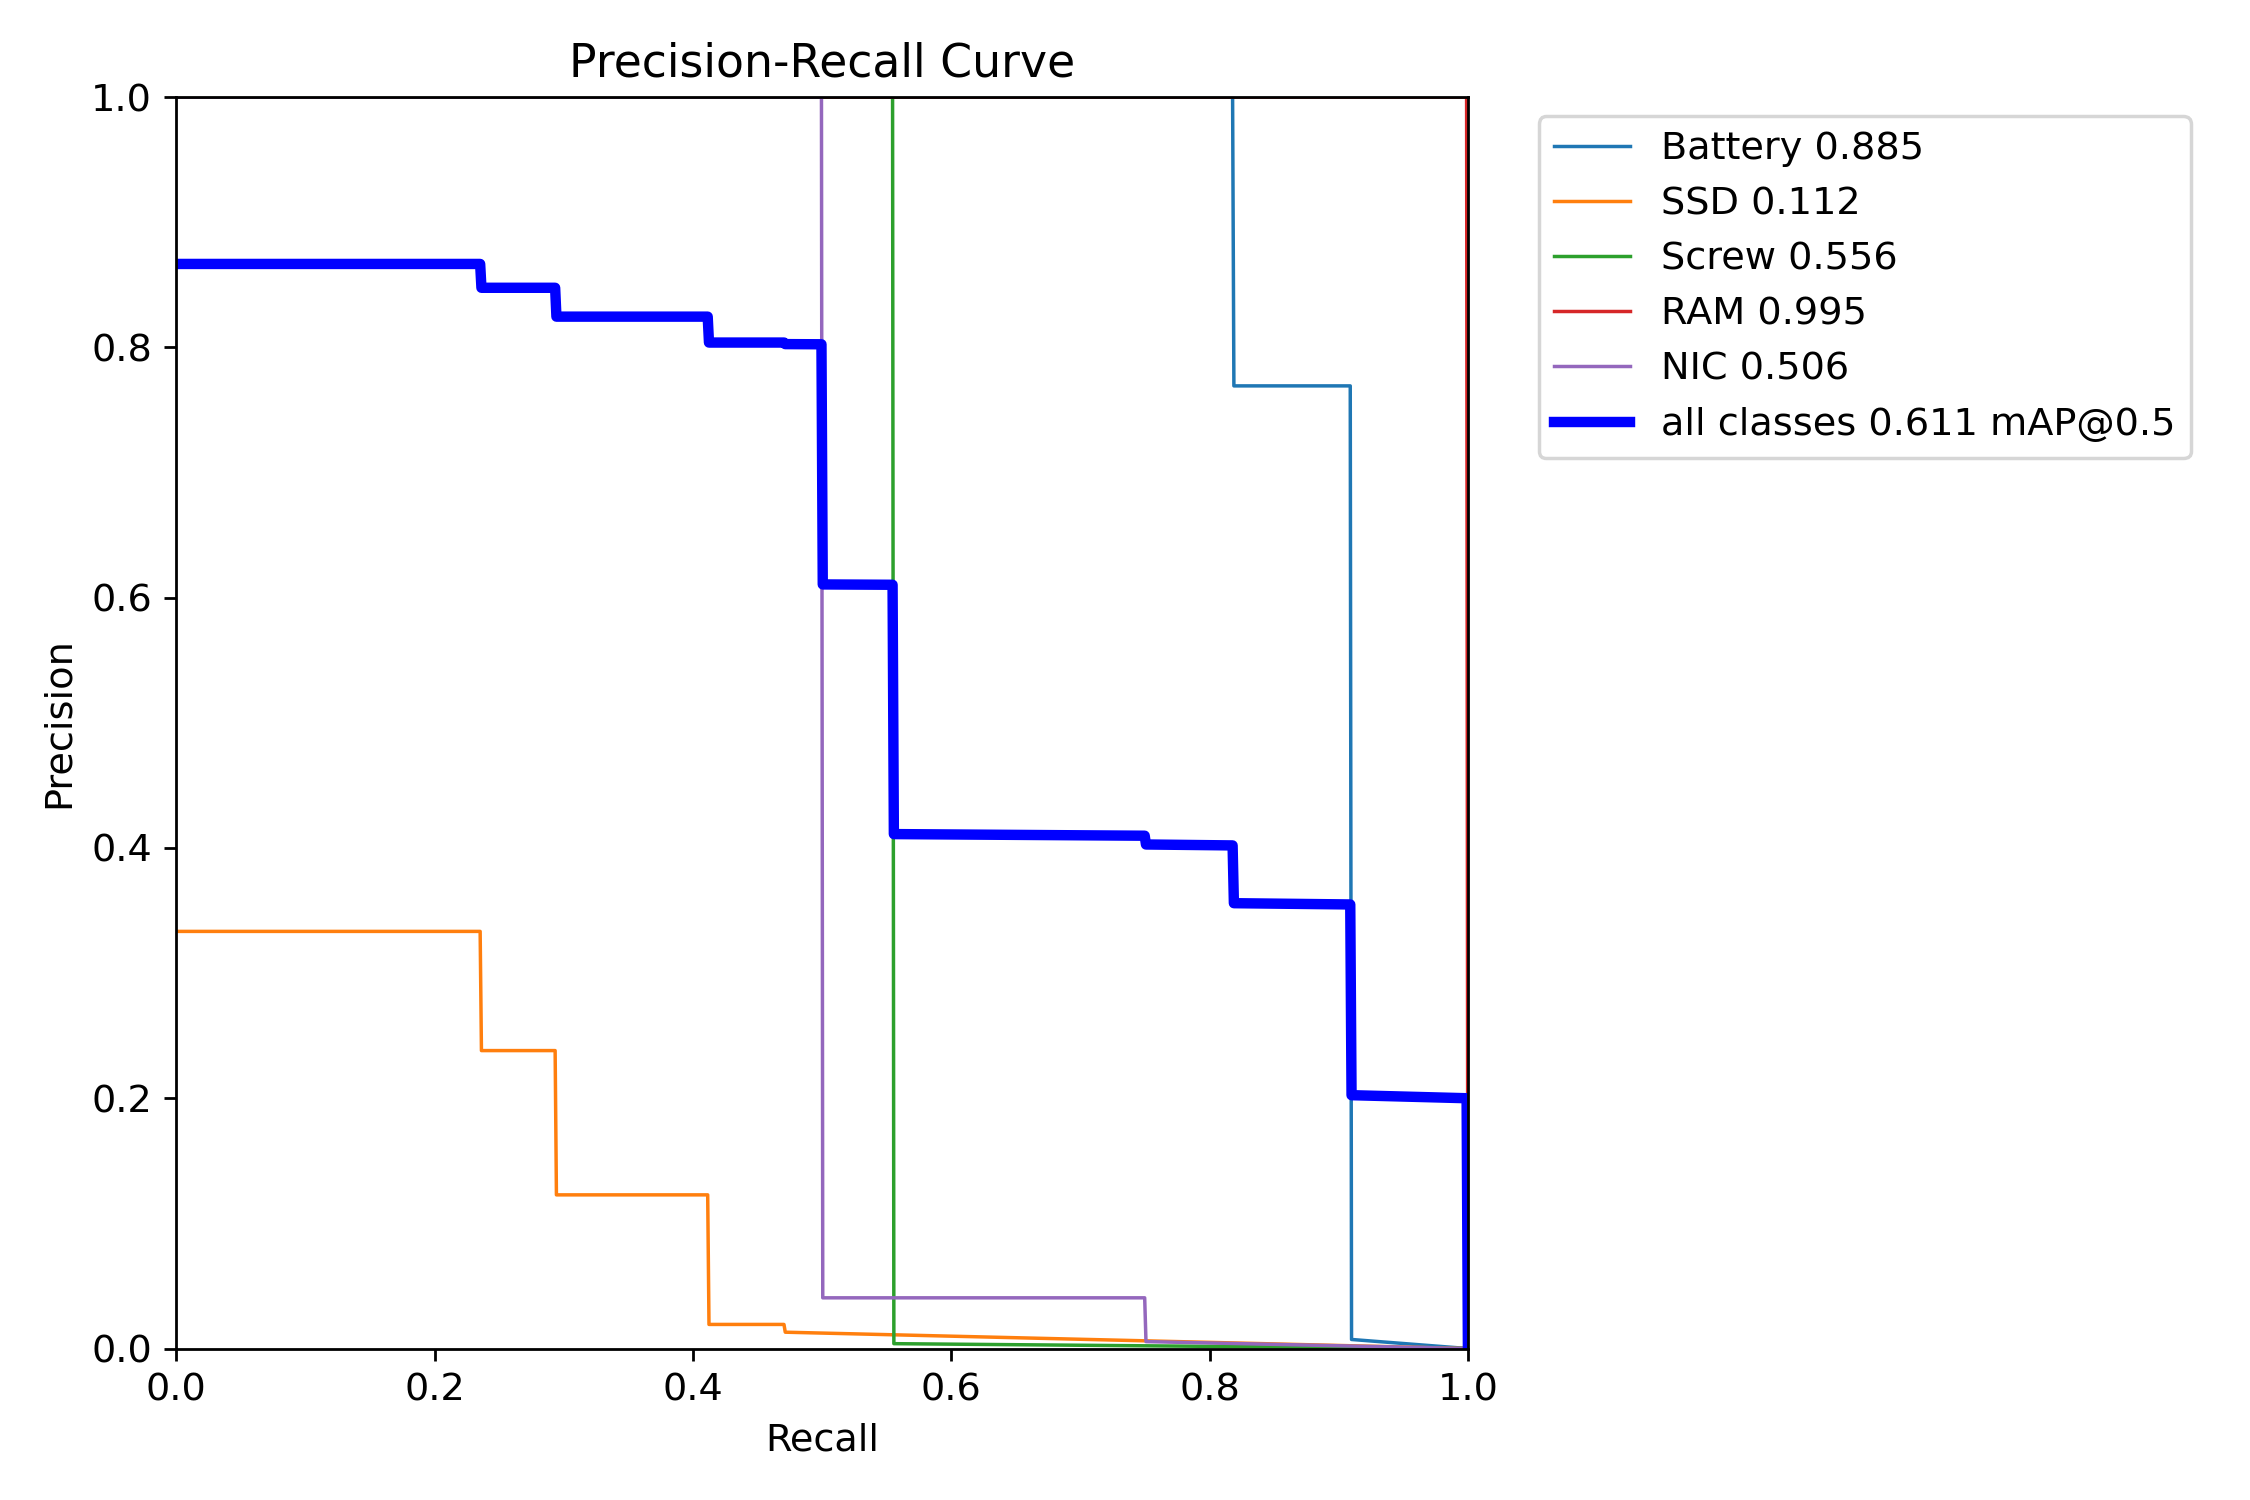 Precision-Recall Curve
1.0
0.8
0.6
0.4
0.2
0.0
Precision
0.0 0.2 0.4 0.6 0.8 1.0
Recall
Battery 0.885
SSD 0.112
Screw 0.556
RAM 0.995
NIC 0.506
all classes 0.611 mAP@0.5